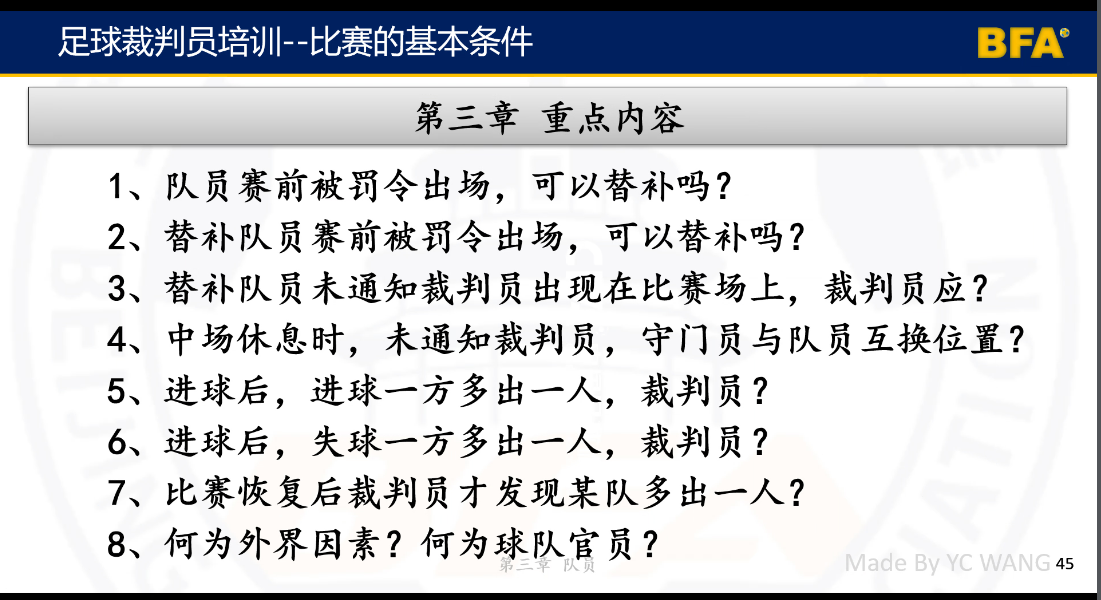 足球裁判员培训--比赛的基本条件
BFA
第三章 重点内容
1、队员赛前被罚令出场，可以替补吗？
2、替补队员赛前被罚令出场，可以替补吗？
3、替补队员未通知裁判员出现在比赛场上，裁判员应？
4、中场休息时，未通知裁判员，守门员与队员互换位置？
5、进球后，进球一方多出一人，裁判员？
6、进球后，失球一方多出一人，裁判员？
7、比赛恢复后裁判员才发现某队多出一人？
8、何为外界因素？何为球队官员？
第三章 队员
Made By YC WANG 45